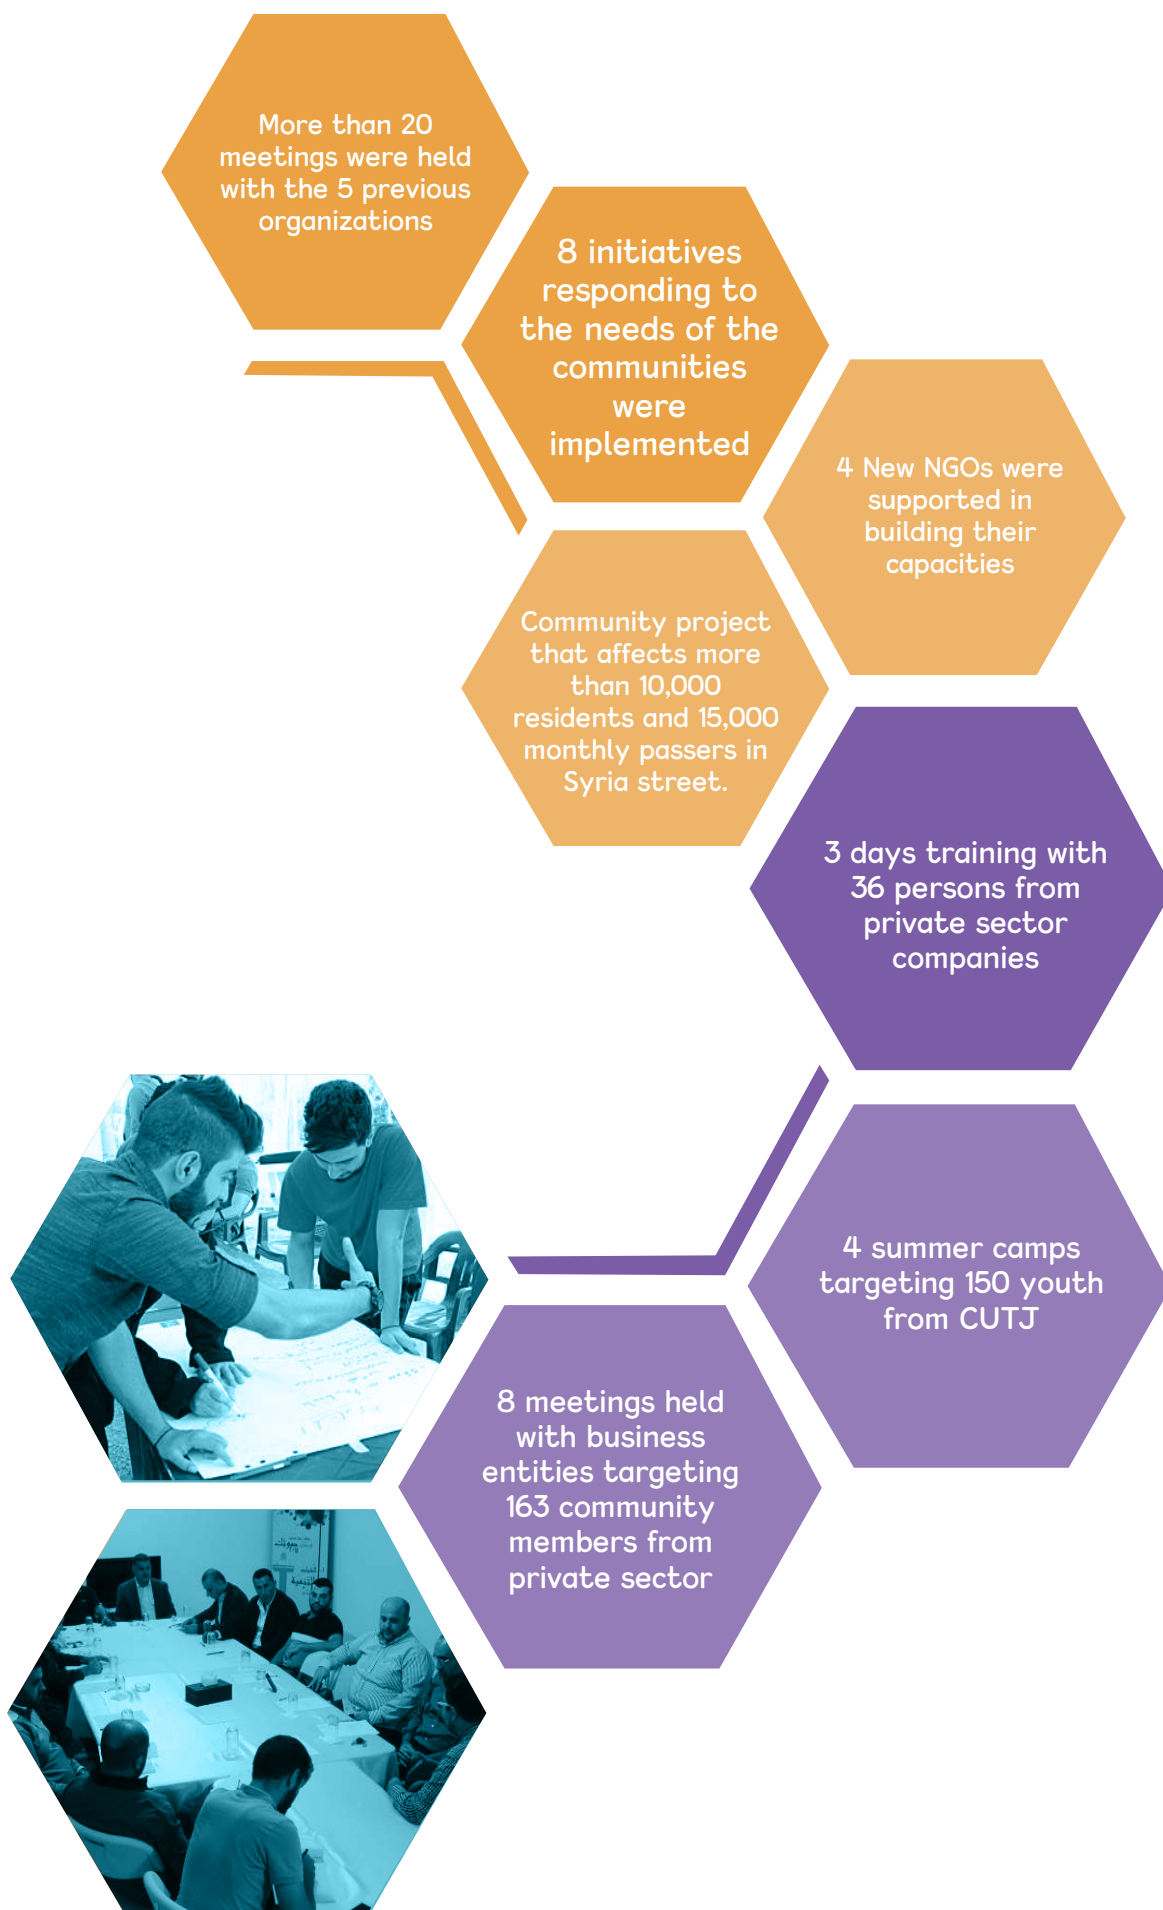 More than 20
meetings were held
with the 5 previous
organizations
8 initiatives
responding to
the needs of the
communities
were
implemented
4 New NGOs were
supported in
building their
capacities
Community project
that affects more
than 10,000
residents and 15,000
monthly passers in
Syria street.
3 days training with
36 persons from
private sector
companies
4 summer camps
targeting 150 youth
from CUTJ
8 meetings held
with business
entities targeting
163 community
members from
private sector